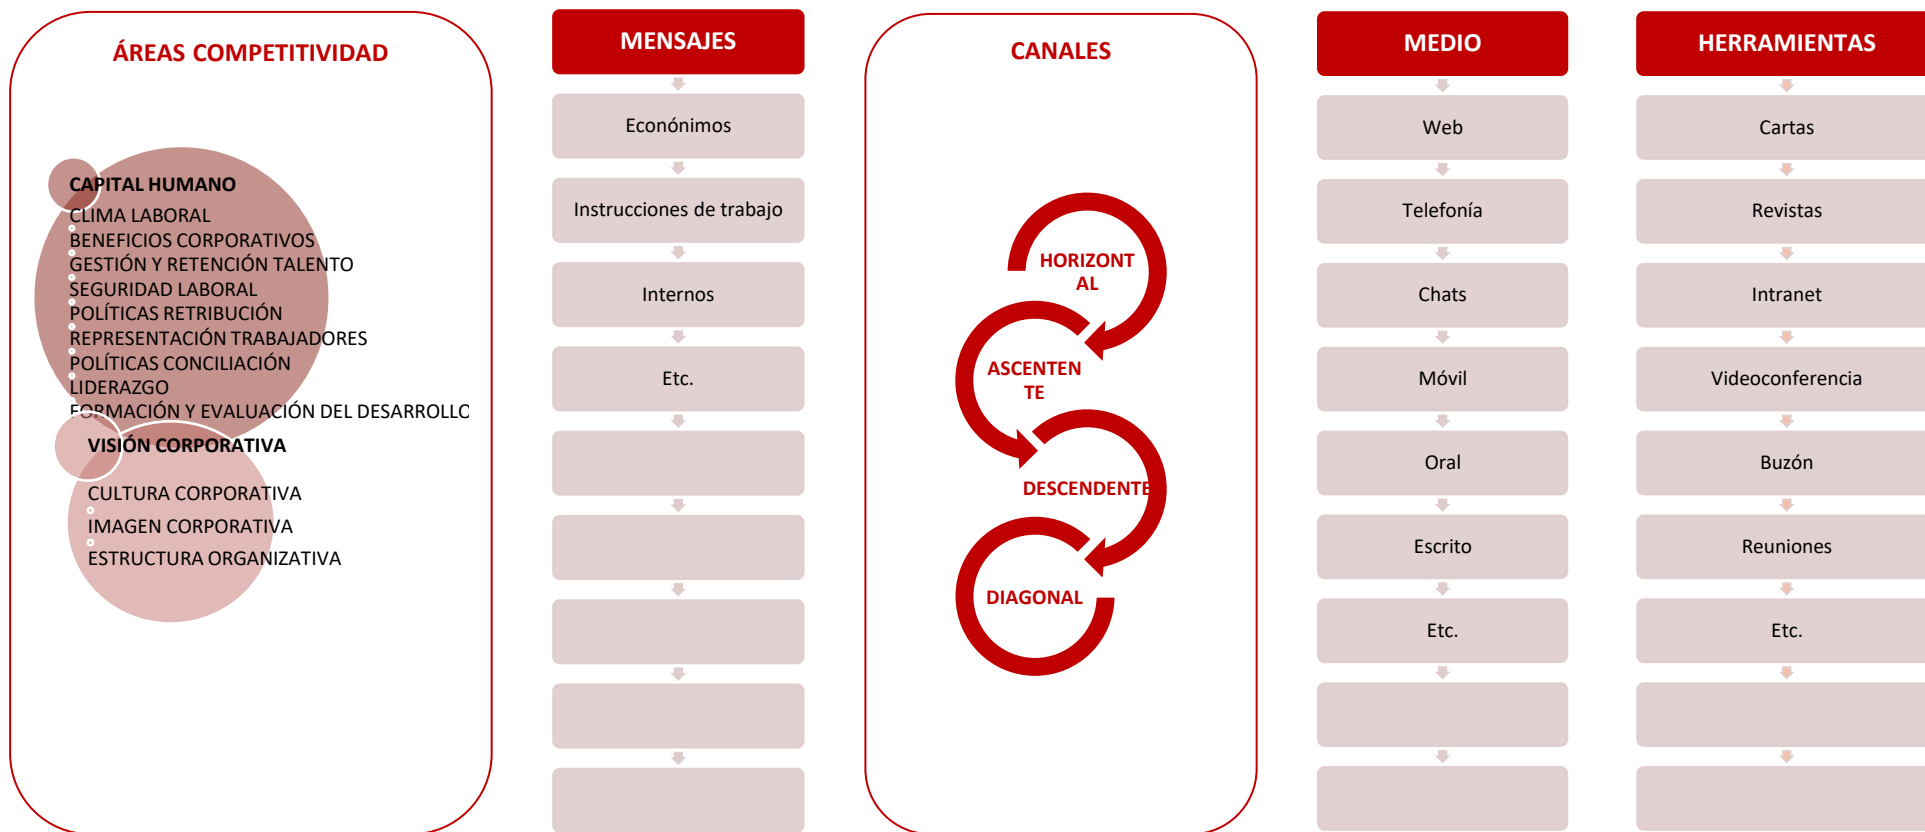 ÁREAS COMPETITIVIDAD
CAPITAL HUMANO
CLIMA LABORAL
BENEFICIOS CORPORATIVOS
GESTIÓN Y RETENCIÓN TALENTO
SEGURIDAD LABORAL
POLÍTICAS RETRIBUCIÓN
REPRESENTACIÓN TRABAJADORES
POLÍTICAS CONCILIACIÓN
LIDERAZGO
FORMACIÓN Y EVALUACIÓN DEL DESARROLLO
VISIÓN CORPORATIVA
CULTURA CORPORATIVA
IMAGEN CORPORATIVA
ESTRUCTURA ORGANIZATIVA
MENSAJES
Económinos
Instrucciones de trabajo
Internos
Etc.
CANALES
HORIZONT
AL
ASCENTEN
TE
DESCENDENTE
DIAGONAL
MEDIO
Web
Telefonía
Chats
Móvil
Oral
Escrito
Etc.
HERRAMIENTAS
Cartas
Revistas
Intranet
Videoconferencia
Buzón
Reuniones
Etc.